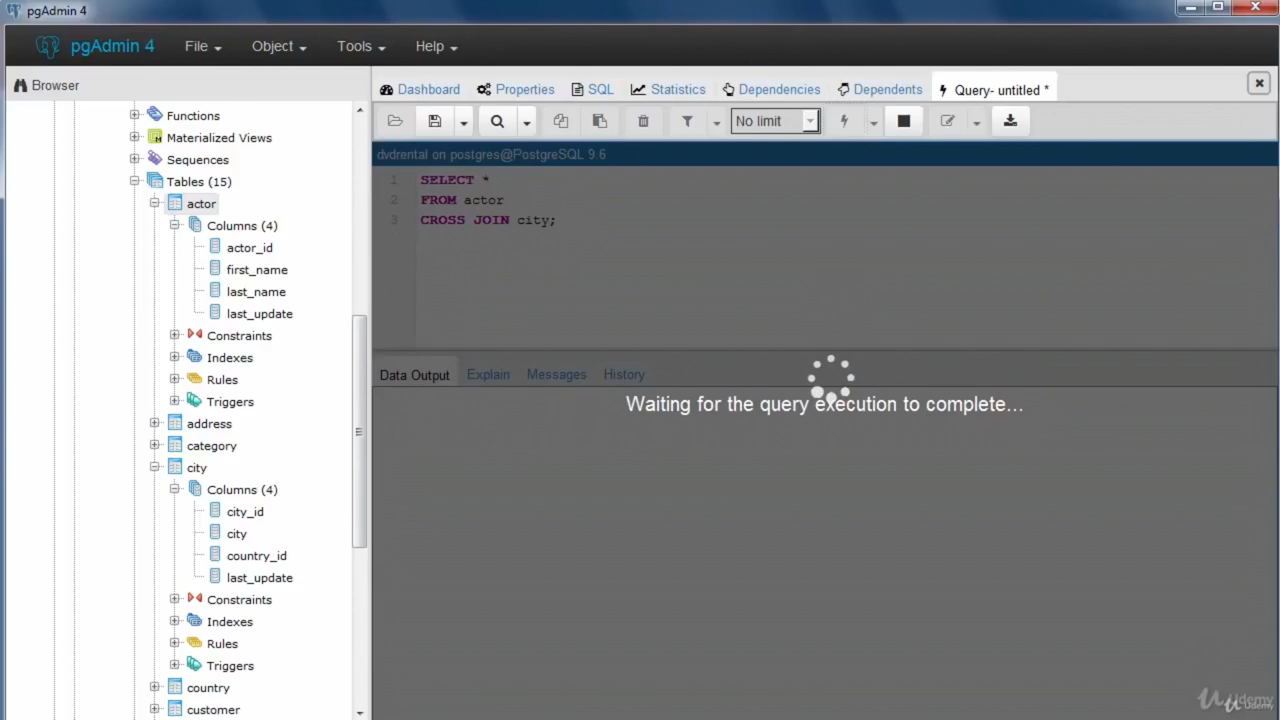 pgAdmin 4
pgAdmin 4 File Object Tools Help
Browser
Functions
Materialized Views
Sequences
Tables (15)
actor
Columns (4)
actor_id
first_name
last_name
last_update
Constraints
Indexes
Rules
Triggers
address
category
city
Columns (4)
city_id
city
country_id
last_update
Constraints
Indexes
Rules
Triggers
country
customer
Dashboard Properties SQL Statistics Dependencies Dependents Query- untitled *
No limit
dvdrental on postgres@PostgreSQL 9.6
1 SELECT *
2 FROM actor
3 CROSS JOIN city;
Data Output Explain Messages History
Waiting for the query execution to complete...
Udemy